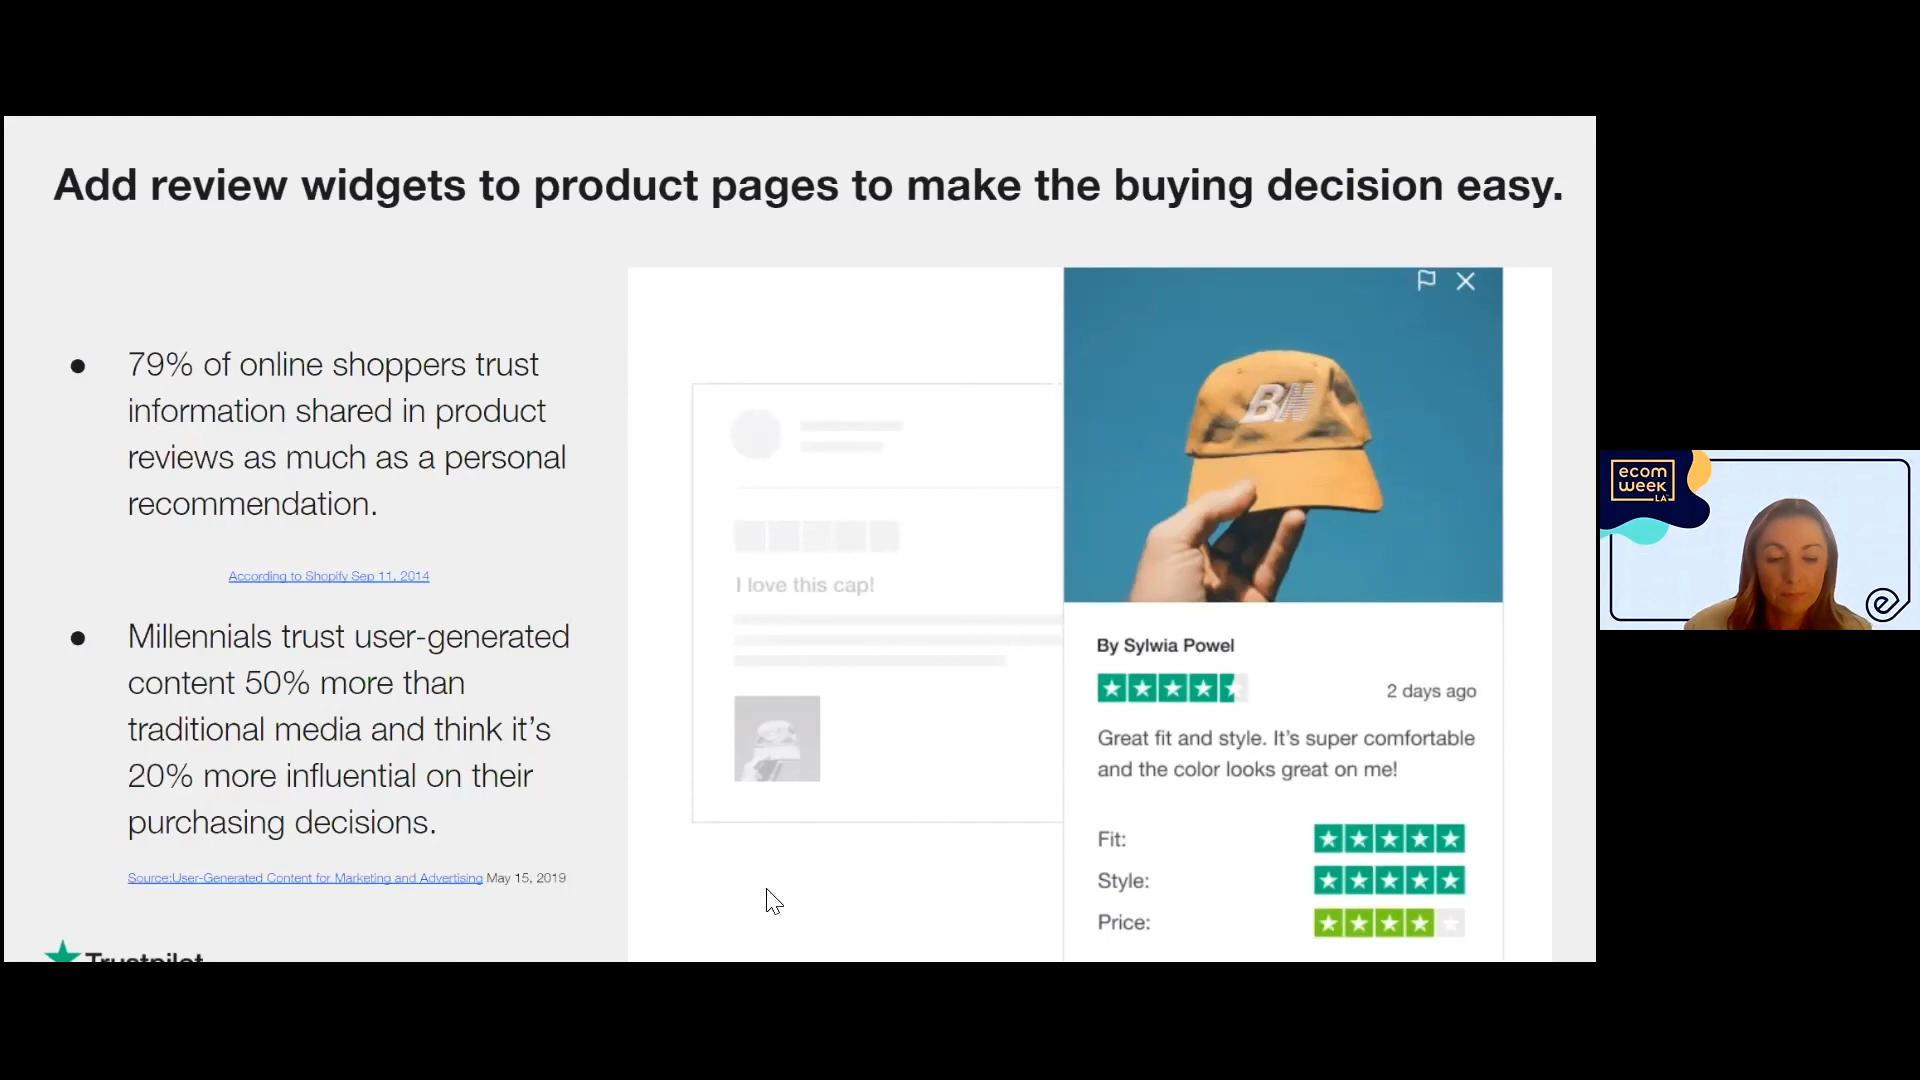 Add review widgets to product pages to make the buying decision easy.
● 79% of online shoppers trust
information shared in product
reviews as much as a personal
recommendation.
According to Shopify Sep 11, 2014
● Millennials trust user-generated
content 50% more than
traditional media and think it’s
20% more influential on their
purchasing decisions.
Source:User-Generated Content for Marketing and Advertising May 15, 2019
Trustpilot
I love this cap!
BN
By Sylwia Powel
2 days ago
Great fit and style. It’s super comfortable
and the color looks great on me!
Fit:
Style:
Price:
ecom
week
LA